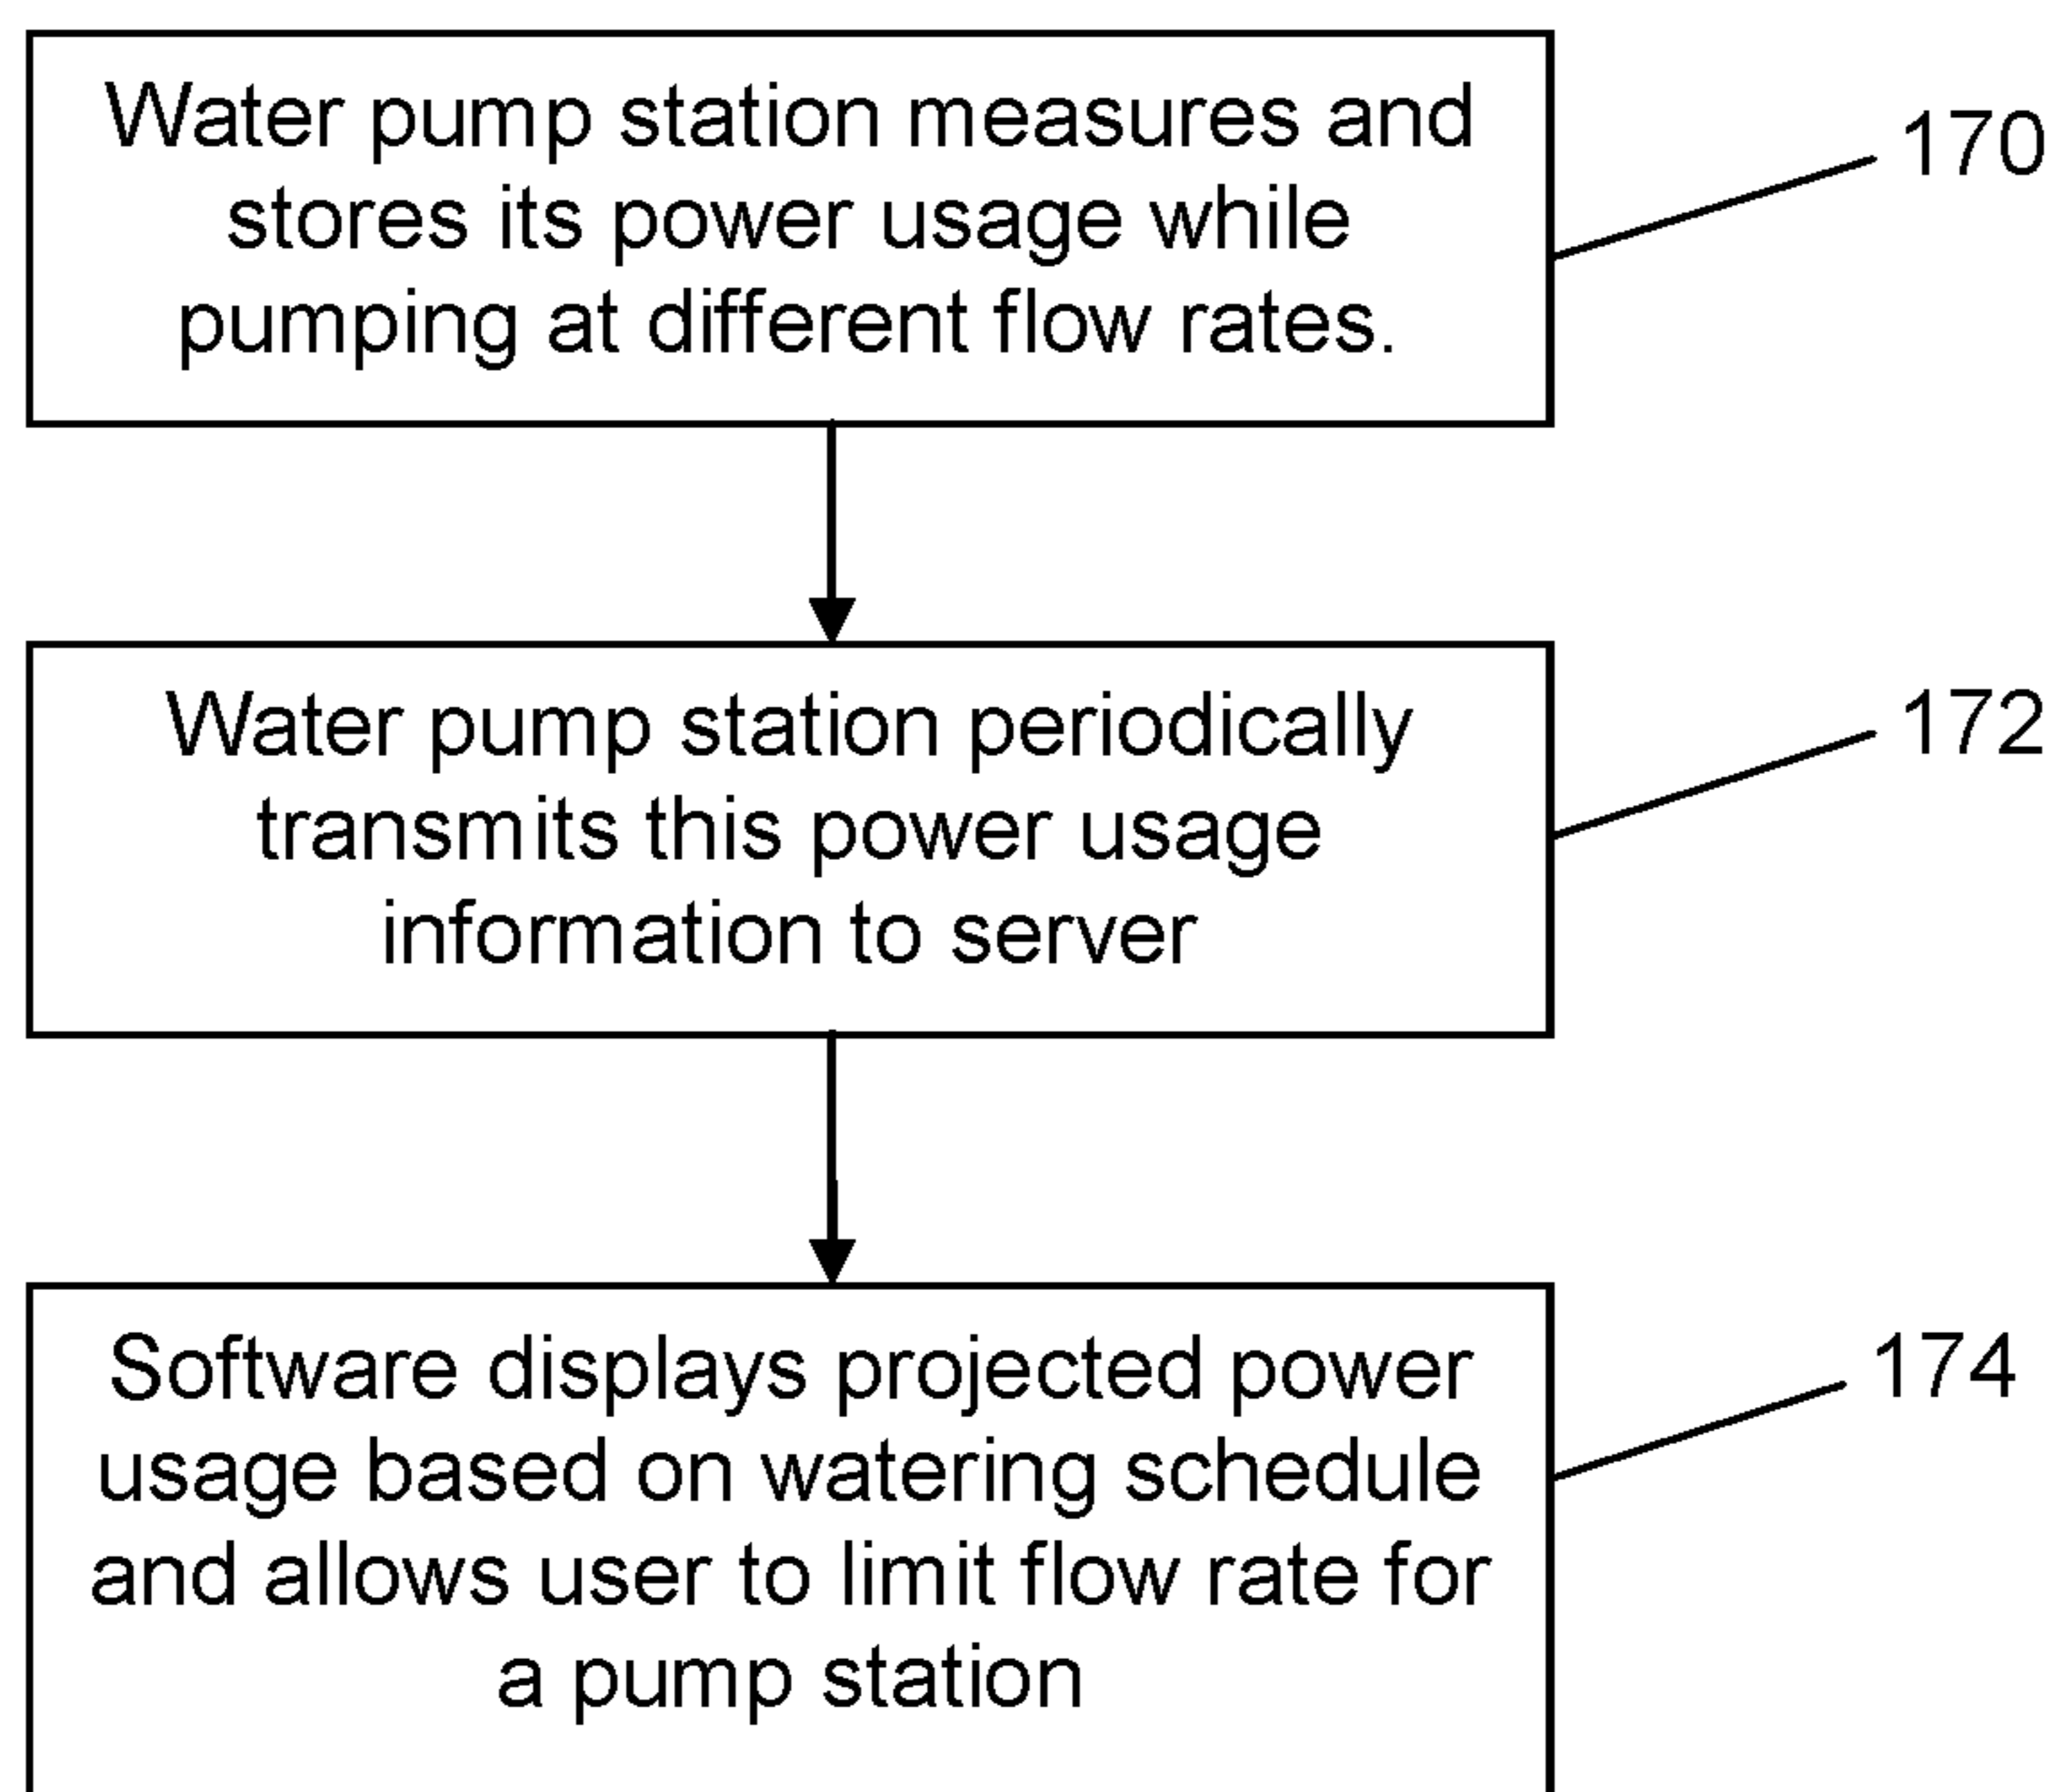 Water pump station measures and
stores its power usage while
pumping at different flow rates.
170
Water pump station periodically
transmits this power usage
information to server
172
Software displays projected power
usage based on watering schedule
and allows user to limit flow rate for
a pump station
174